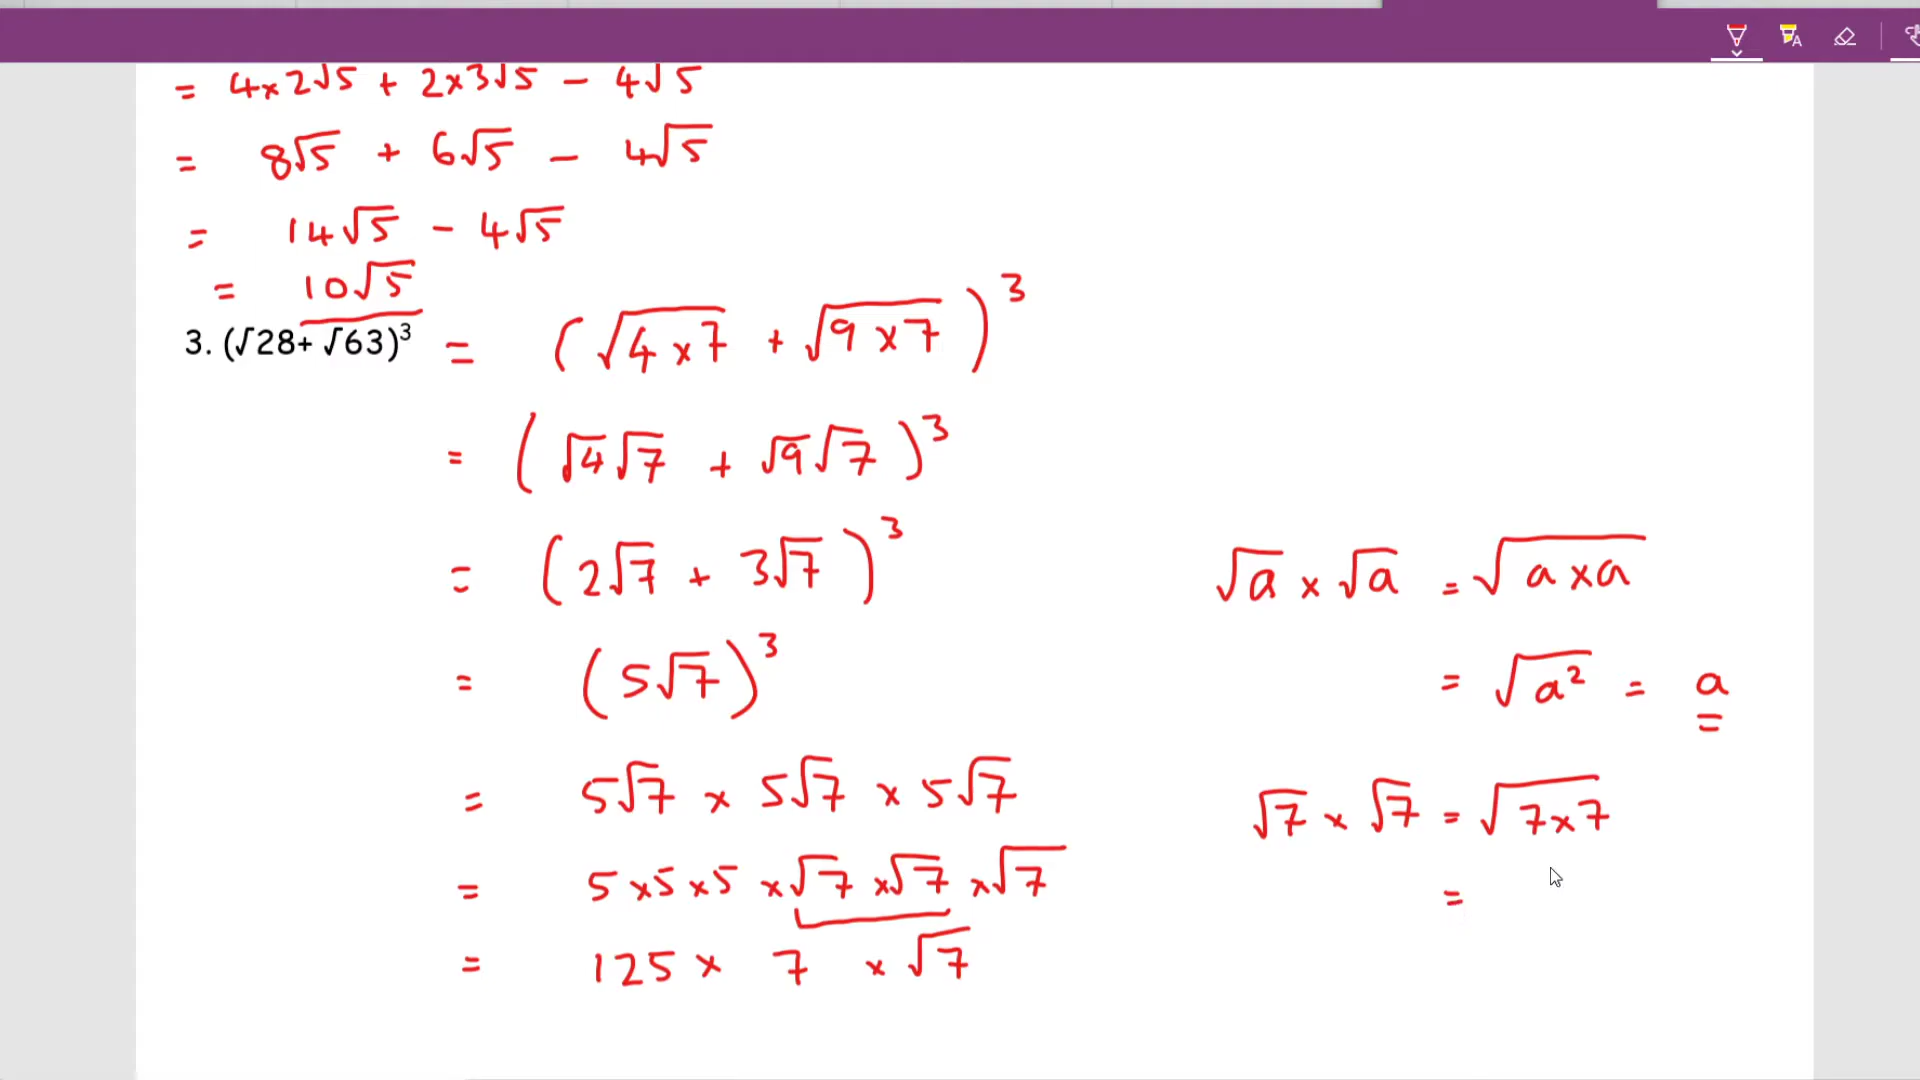 = 4×2√5 + 2×3√5 − 4√5
= 8√5 + 6√5 − 4√5
= 14√5 − 4√5
= 10√5
3. (√28+ √63)³ = (√4×7 + √9×7)³
= (√4√7 + √9√7)³
= (2√7 + 3√7)³
= (5√7)³
= 5√7 × 5√7 × 5√7
= 5×5×5×√7×√7×√7
= 125 × 7 × √7
√a × √a = √a×a
= √a² = a
√7 × √7 = √7×7
=